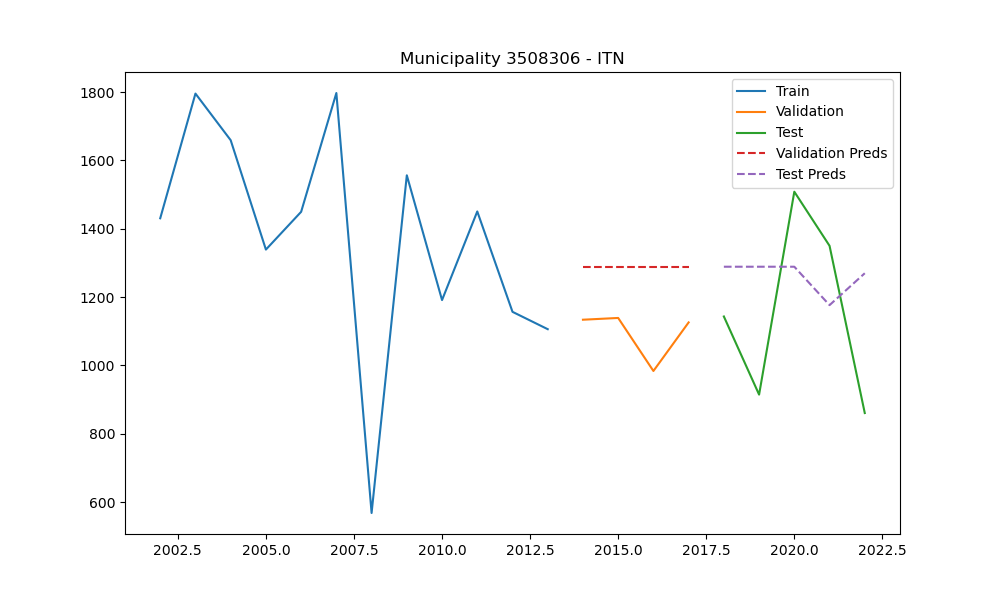 Municipality 3508306 - ITN
Train
Validation
Test
Validation Preds
Test Preds
1800
1600
1400
1200
1000
800
600
2002.5 2005.0 2007.5 2010.0 2012.5 2015.0 2017.5 2020.0 2022.5